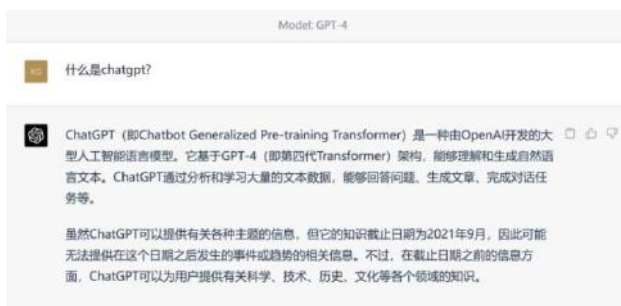 Model: GPT-4
KG
什么是chatgpt?
ChatGPT（即Chatbot Generalized Pre-training Transformer）是一种由OpenAI开发的大
型人工智能语言模型。它基于GPT-4（即第四代Transformer）架构，能够理解和生成自然语
言文本。ChatGPT通过分析和学习大量的文本数据，能够回答问题、生成文章、完成对话任
务等。
虽然ChatGPT可以提供有关各种主题的信息，但它的知识截止日期为2021年9月，因此可能
无法提供在这个日期之后发生的事件或趋势的相关信息。不过，在截止日期之前的信息方
面，ChatGPT可以为用户提供有关科学、技术、历史、文化等各个领域的知识。